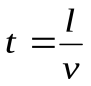 t = l/v